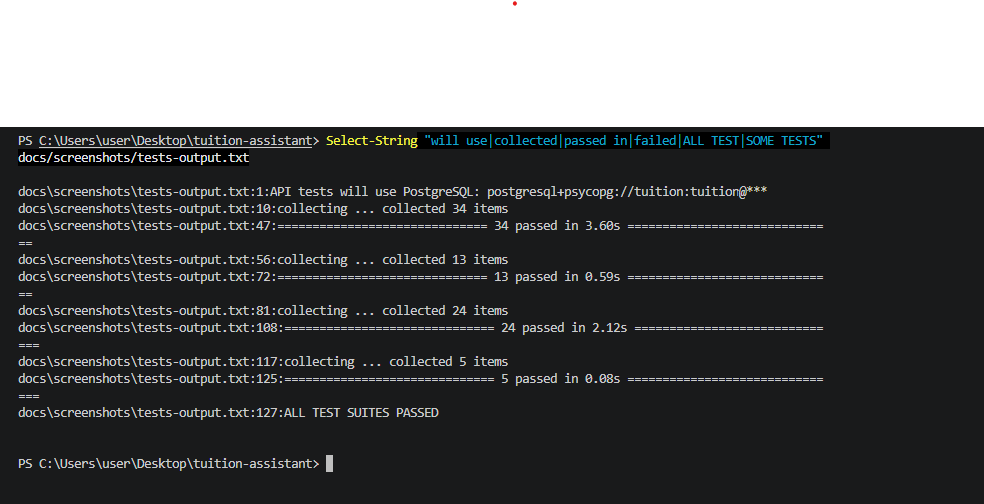 PS C:\Users\user\Desktop\tuition-assistant> Select-String "will use|collected|passed in|failed|ALL TEST|SOME TESTS"
docs/screenshots/tests-output.txt
docs\screenshots\tests-output.txt:1:API tests will use PostgreSQL: postgresql+psycopg://tuition:tuition@***
docs\screenshots\tests-output.txt:10:collecting ... collected 34 items
docs\screenshots\tests-output.txt:47:============================== 34 passed in 3.60s ============================
==
docs\screenshots\tests-output.txt:56:collecting ... collected 13 items
docs\screenshots\tests-output.txt:72:============================== 13 passed in 0.59s ============================
==
docs\screenshots\tests-output.txt:81:collecting ... collected 24 items
docs\screenshots\tests-output.txt:108:============================== 24 passed in 2.12s ===========================
===
docs\screenshots\tests-output.txt:117:collecting ... collected 5 items
docs\screenshots\tests-output.txt:125:============================== 5 passed in 0.08s ============================
===
docs\screenshots\tests-output.txt:127:ALL TEST SUITES PASSED
PS C:\Users\user\Desktop\tuition-assistant>